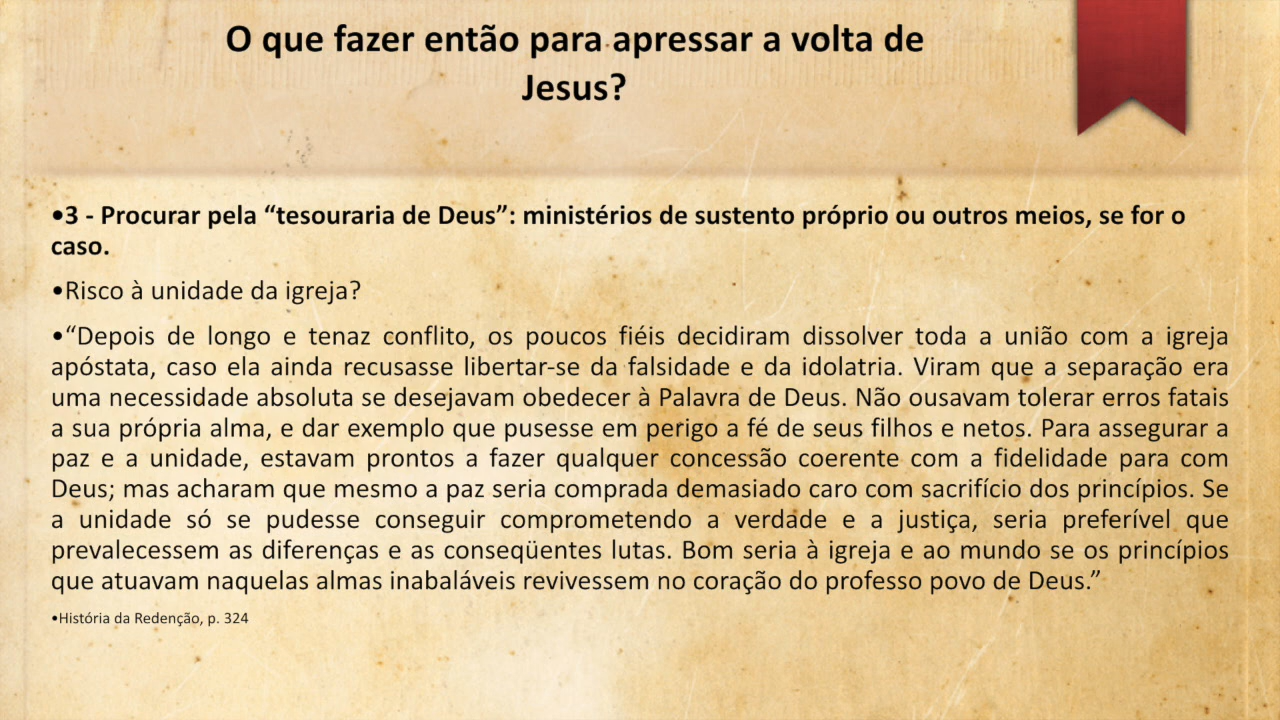 O que fazer então para apressar a volta de
Jesus?
•3 - Procurar pela “tesouraria de Deus”: ministérios de sustento próprio ou outros meios, se for o
caso.
•Risco à unidade da igreja?
•“Depois de longo e tenaz conflito, os poucos fiéis decidiram dissolver toda a união com a igreja
apóstata, caso ela ainda recusasse libertar-se da falsidade e da idolatria. Viram que a separação era
uma necessidade absoluta se desejavam obedecer à Palavra de Deus. Não ousavam tolerar erros fatais
a sua própria alma, e dar exemplo que pusesse em perigo a fé de seus filhos e netos. Para assegurar a
paz e a unidade, estavam prontos a fazer qualquer concessão coerente com a fidelidade para com
Deus; mas acharam que mesmo a paz seria comprada demasiado caro com sacrifício dos princípios. Se
a unidade só se pudesse conseguir comprometendo a verdade e a justiça, seria preferível que
prevalecessem as diferenças e as conseqüentes lutas. Bom seria à igreja e ao mundo se os princípios
que atuavam naquelas almas inabaláveis revivessem no coração do professo povo de Deus.”
•História da Redenção, p. 324